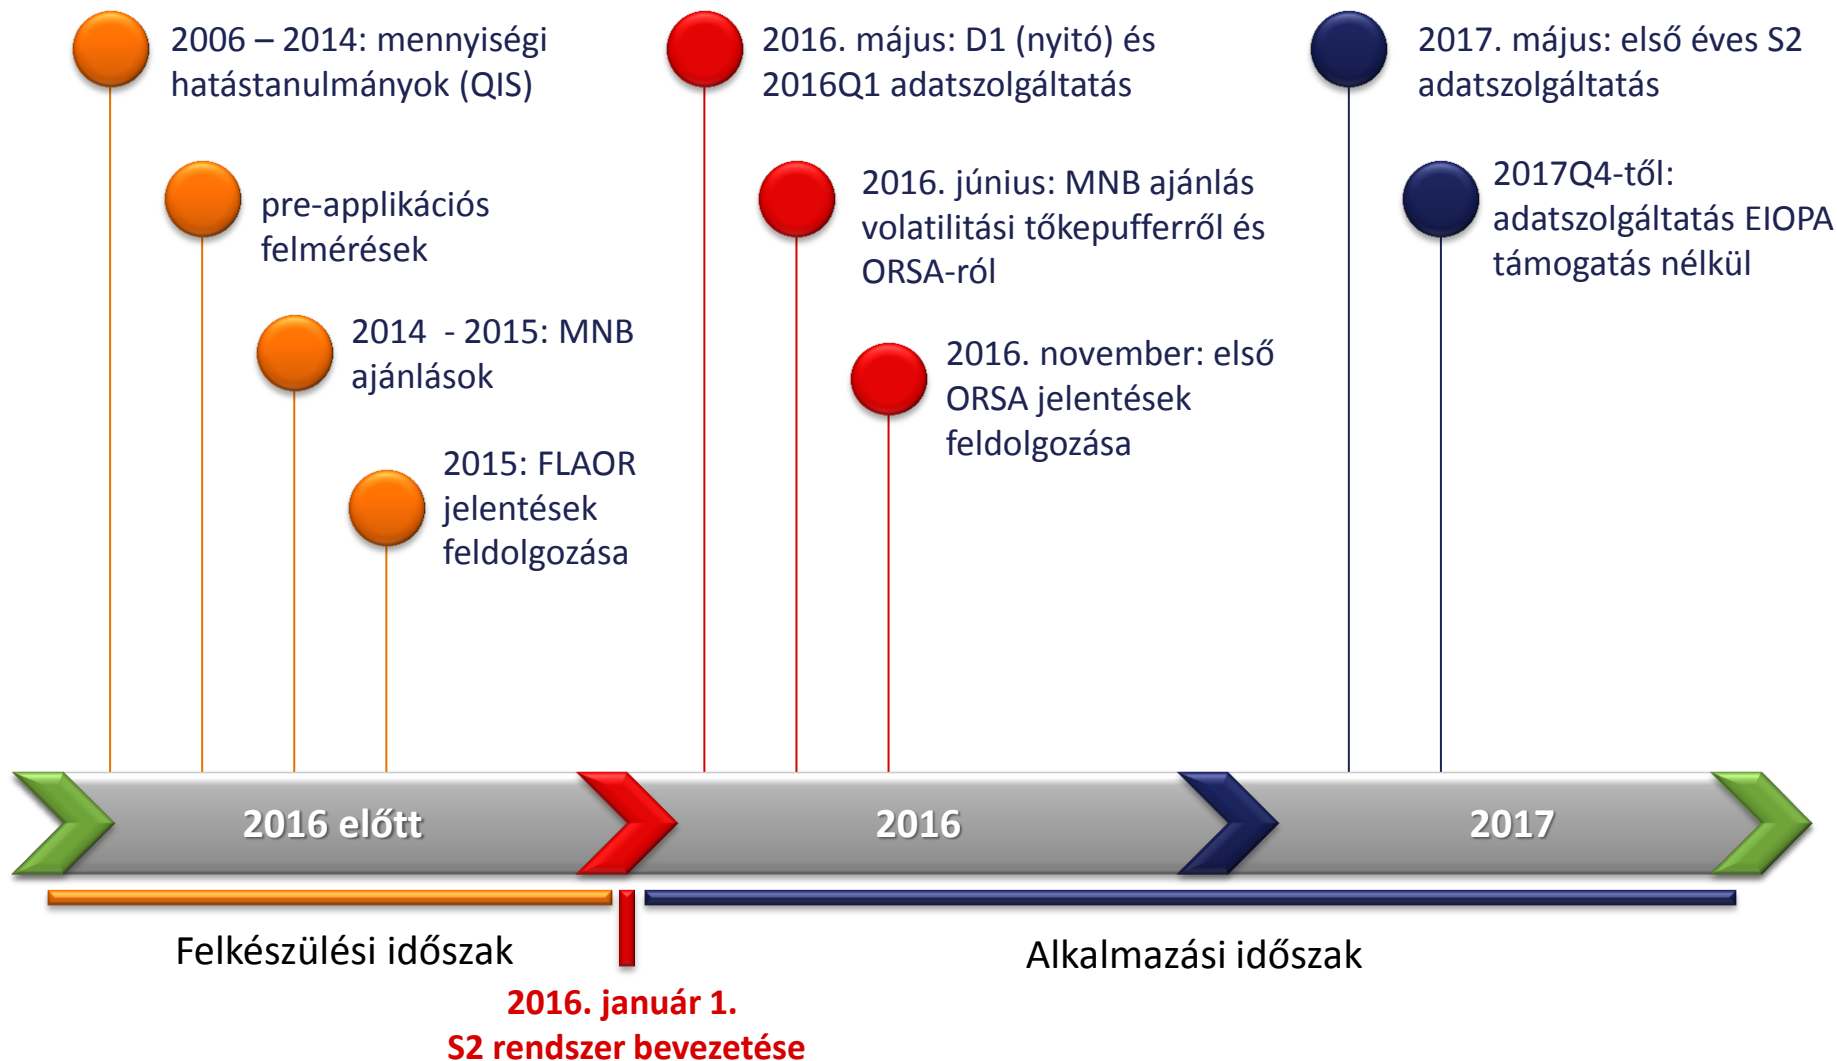 2006 – 2014: mennyiségi
hatástanulmányok (QIS)
pre-applikációs
felmérések
2014  - 2015: MNB
ajánlások
2015: FLAOR
jelentések
feldolgozása
2016. május: D1 (nyitó) és
2016Q1 adatszolgáltatás
2016. június: MNB ajánlás
volatilitási tőkepufferről és
ORSA-ról
2016. november: első
ORSA jelentések
feldolgozása
2017. május: első éves S2
adatszolgáltatás
2017Q4-től:
adatszolgáltatás EIOPA
támogatás nélkül
2016 előtt
2016
2017
Felkészülési időszak
Alkalmazási időszak
2016. január 1.
S2 rendszer bevezetése